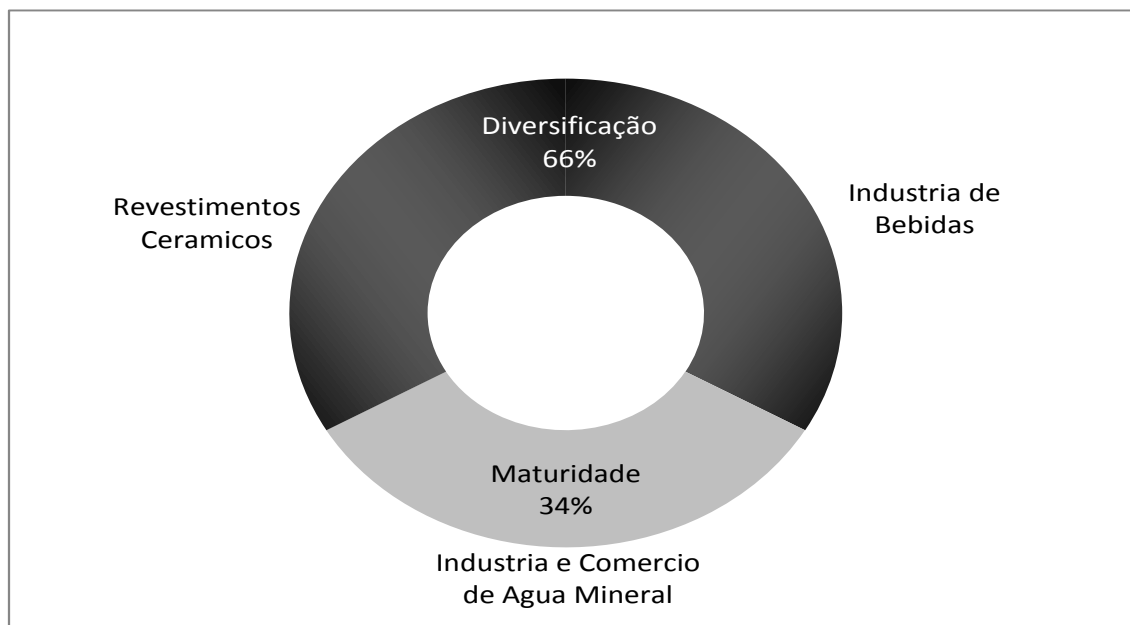 Diversificação
66%
Revestimentos
Ceramicos
Industria de
Bebidas
Maturidade
34%
Industria e Comercio
de Agua Mineral